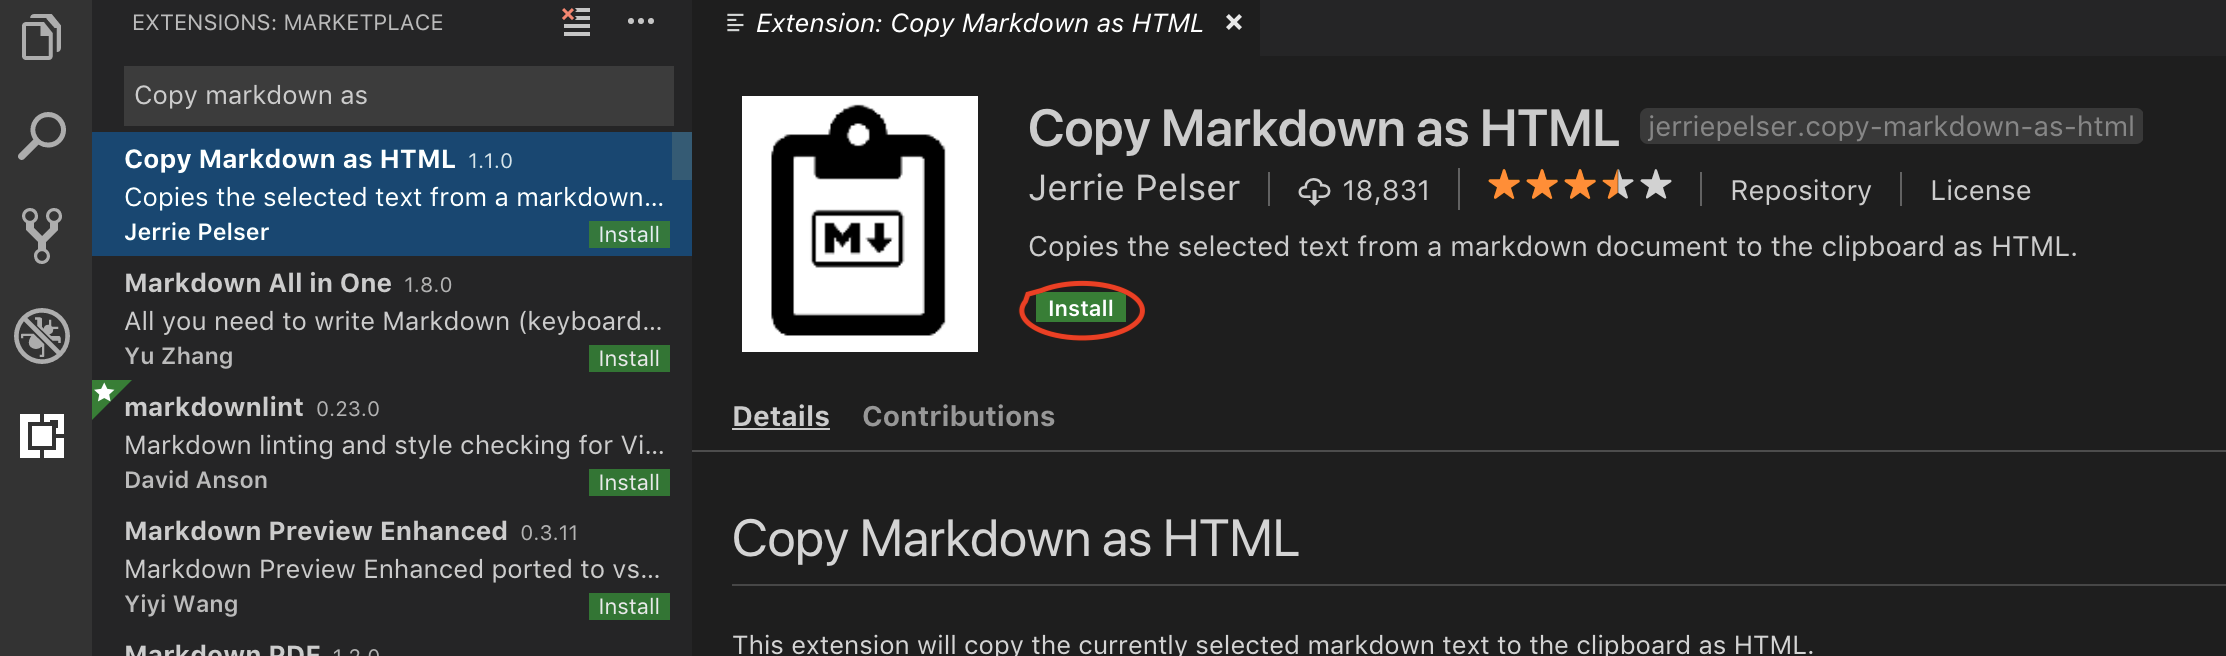 EXTENSIONS: MARKETPLACE
Copy markdown as
Copy Markdown as HTML 1.1.0
Copies the selected text from a markdown...
Jerrie Pelser Install
Markdown All in One 1.8.0
All you need to write Markdown (keyboard...
Yu Zhang Install
markdownlint 0.23.0
Markdown linting and style checking for Vi...
David Anson Install
Markdown Preview Enhanced 0.3.11
Markdown Preview Enhanced ported to vs...
Yiyi Wang Install
Markdown PDF 1.2.0
Extension: Copy Markdown as HTML
M
Copy Markdown as HTML jerriepelser.copy-markdown-as-html
Jerrie Pelser 18,831 Repository License
Copies the selected text from a markdown document to the clipboard as HTML.
Install
Details Contributions
Copy Markdown as HTML
This extension will copy the currently selected markdown text to the clipboard as HTML.